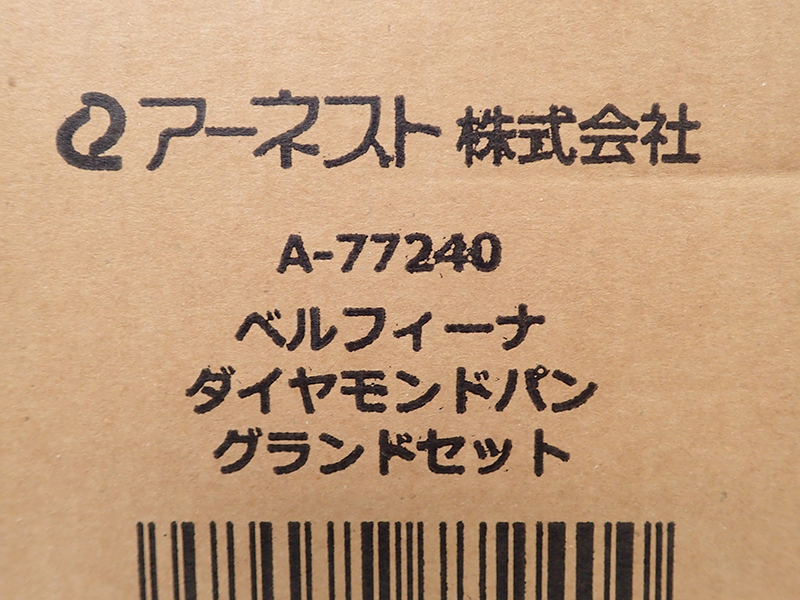 アーネスト 株式会社
A-77240
ベルフィーナ
ダイヤモンドパン
グランドセット